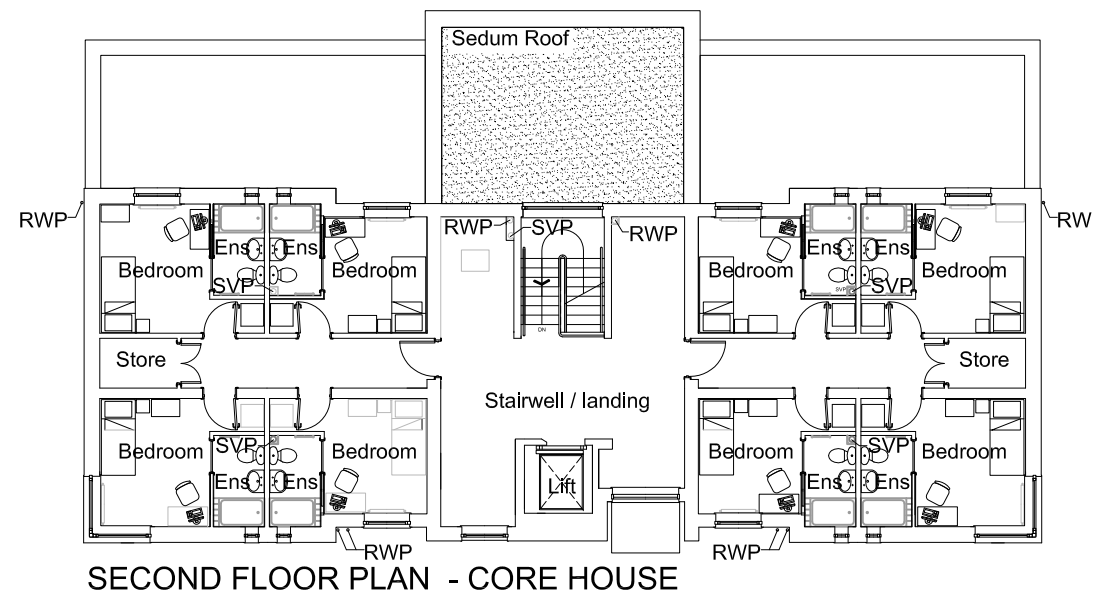 Sedum Roof
RWP
RWP
SVP
RWP
RW
Ens
Ens
Ens
Ens
Bedroom
Bedroom
Bedroom
Bedroom
SVP
SVP
SVP
DN
Store
Store
Stairwell / landing
Bedroom
SVP
Bedroom
Bedroom
SVP
Bedroom
Ens
Ens
Lift
Ens
Ens
RWP
RWP
SECOND FLOOR PLAN - CORE HOUSE